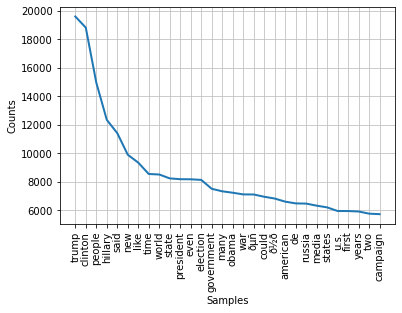 20000
18000
16000
14000
12000
10000
8000
6000
Counts
trump
clinton
people
hillary
said
new
like
time
world
state
president
even
election
government
many
obama
war
ðµñ
could
ð½ð
american
de
russia
media
states
u.s.
first
years
two
campaign
Samples